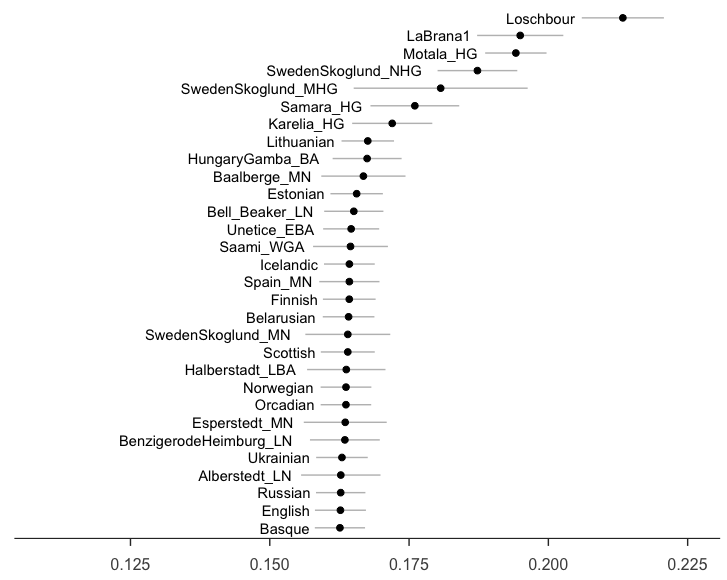 Loschbour
LaBrana1
Motala_HG
SwedenSkoglund_NHG
SwedenSkoglund_MHG
Samara_HG
Karelia_HG
Lithuanian
HungaryGamba_BA
Baalberge_MN
Estonian
Bell_Beaker_LN
Unetice_EBA
Saami_WGA
Icelandic
Spain_MN
Finnish
Belarusian
SwedenSkoglund_MN
Scottish
Halberstadt_LBA
Norwegian
Orcadian
Esperstedt_MN
BenzigerodeHeimburg_LN
Ukrainian
Alberstedt_LN
Russian
English
Basque
0.125 0.150 0.175 0.200 0.225